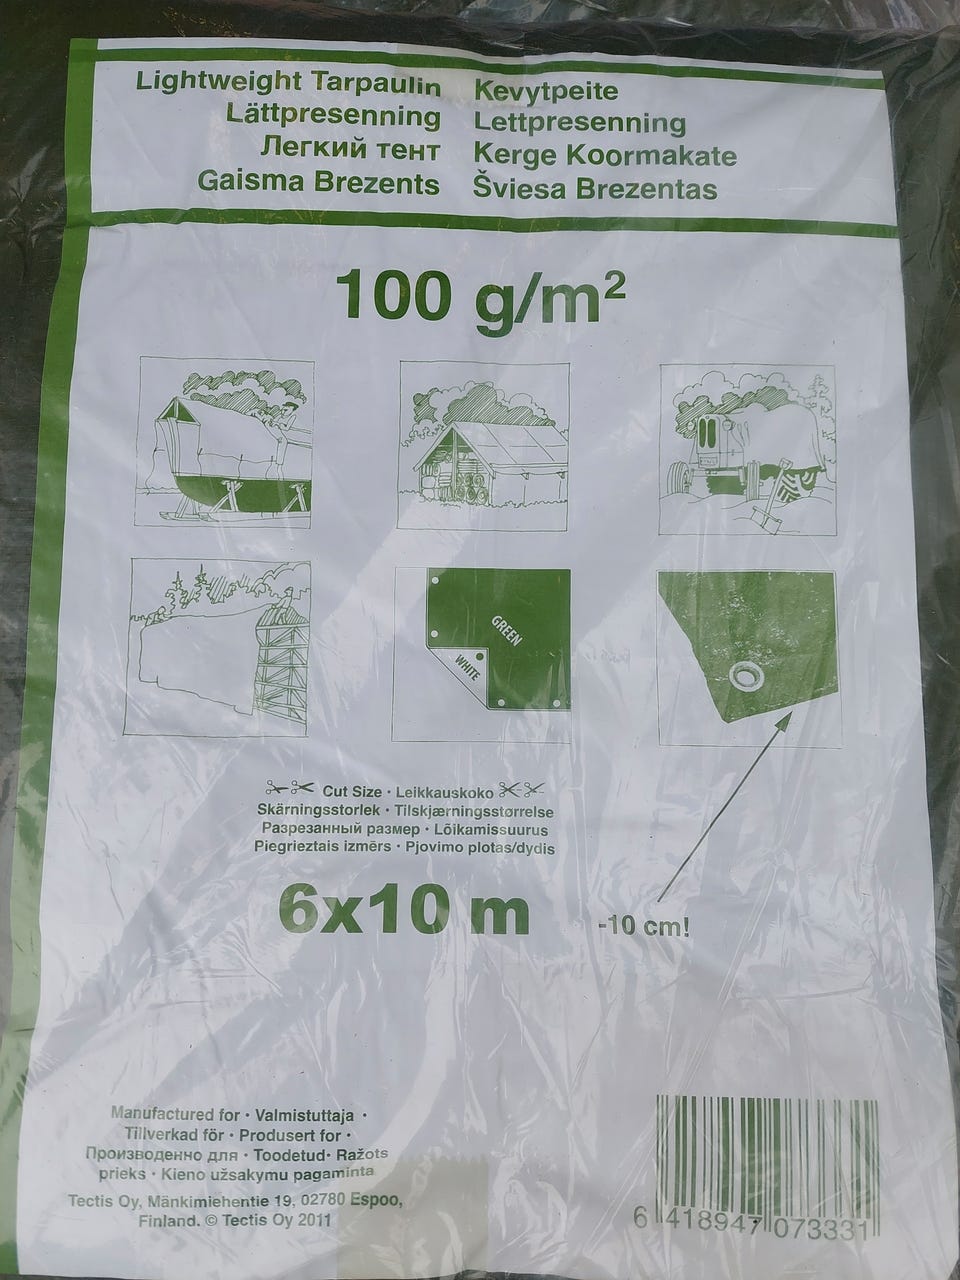 Lightweight Tarpaulin
Lättpresenning
Легкий тент
Gaisma Brezents
Kevytpeite
Lettpresenning
Kerge Koormakate
Šviesa Brezentas
100 g/m²
GREEN
WHITE
Cut Size · Leikkauskoko
Skärningsstorlek · Tilskjærningsstørrelse
Разрезанный размер · Lõikamissuurus
Piegrieztais izmērs · Pjovimo plotas/dydis
6x10 m
-10 cm!
Manufactured for · Valmistuttaja ·
Tillverkad för · Produsert for ·
Производенно для · Toodetud· Ražots
prieks · Kieno užsakymu pagaminta
Tectis Oy, Mänkimiehentie 19, 02780 Espoo,
Finland. © Tectis Oy 2011
6 418947 073331